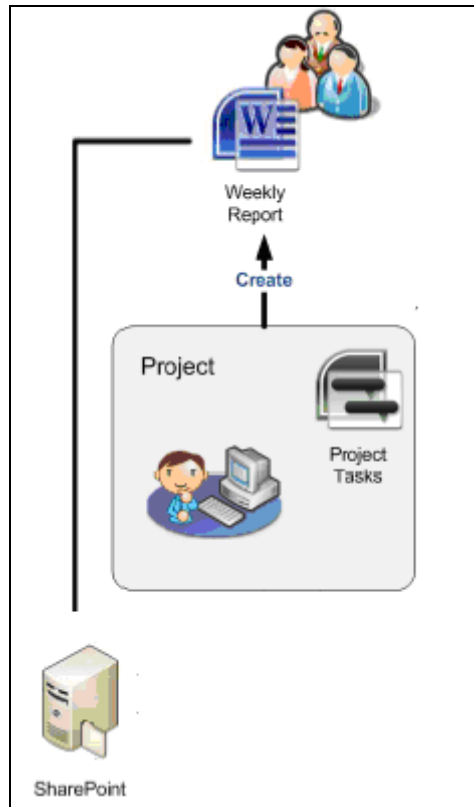 W
Weekly
Report
Create
Project
Project
Tasks
SharePoint